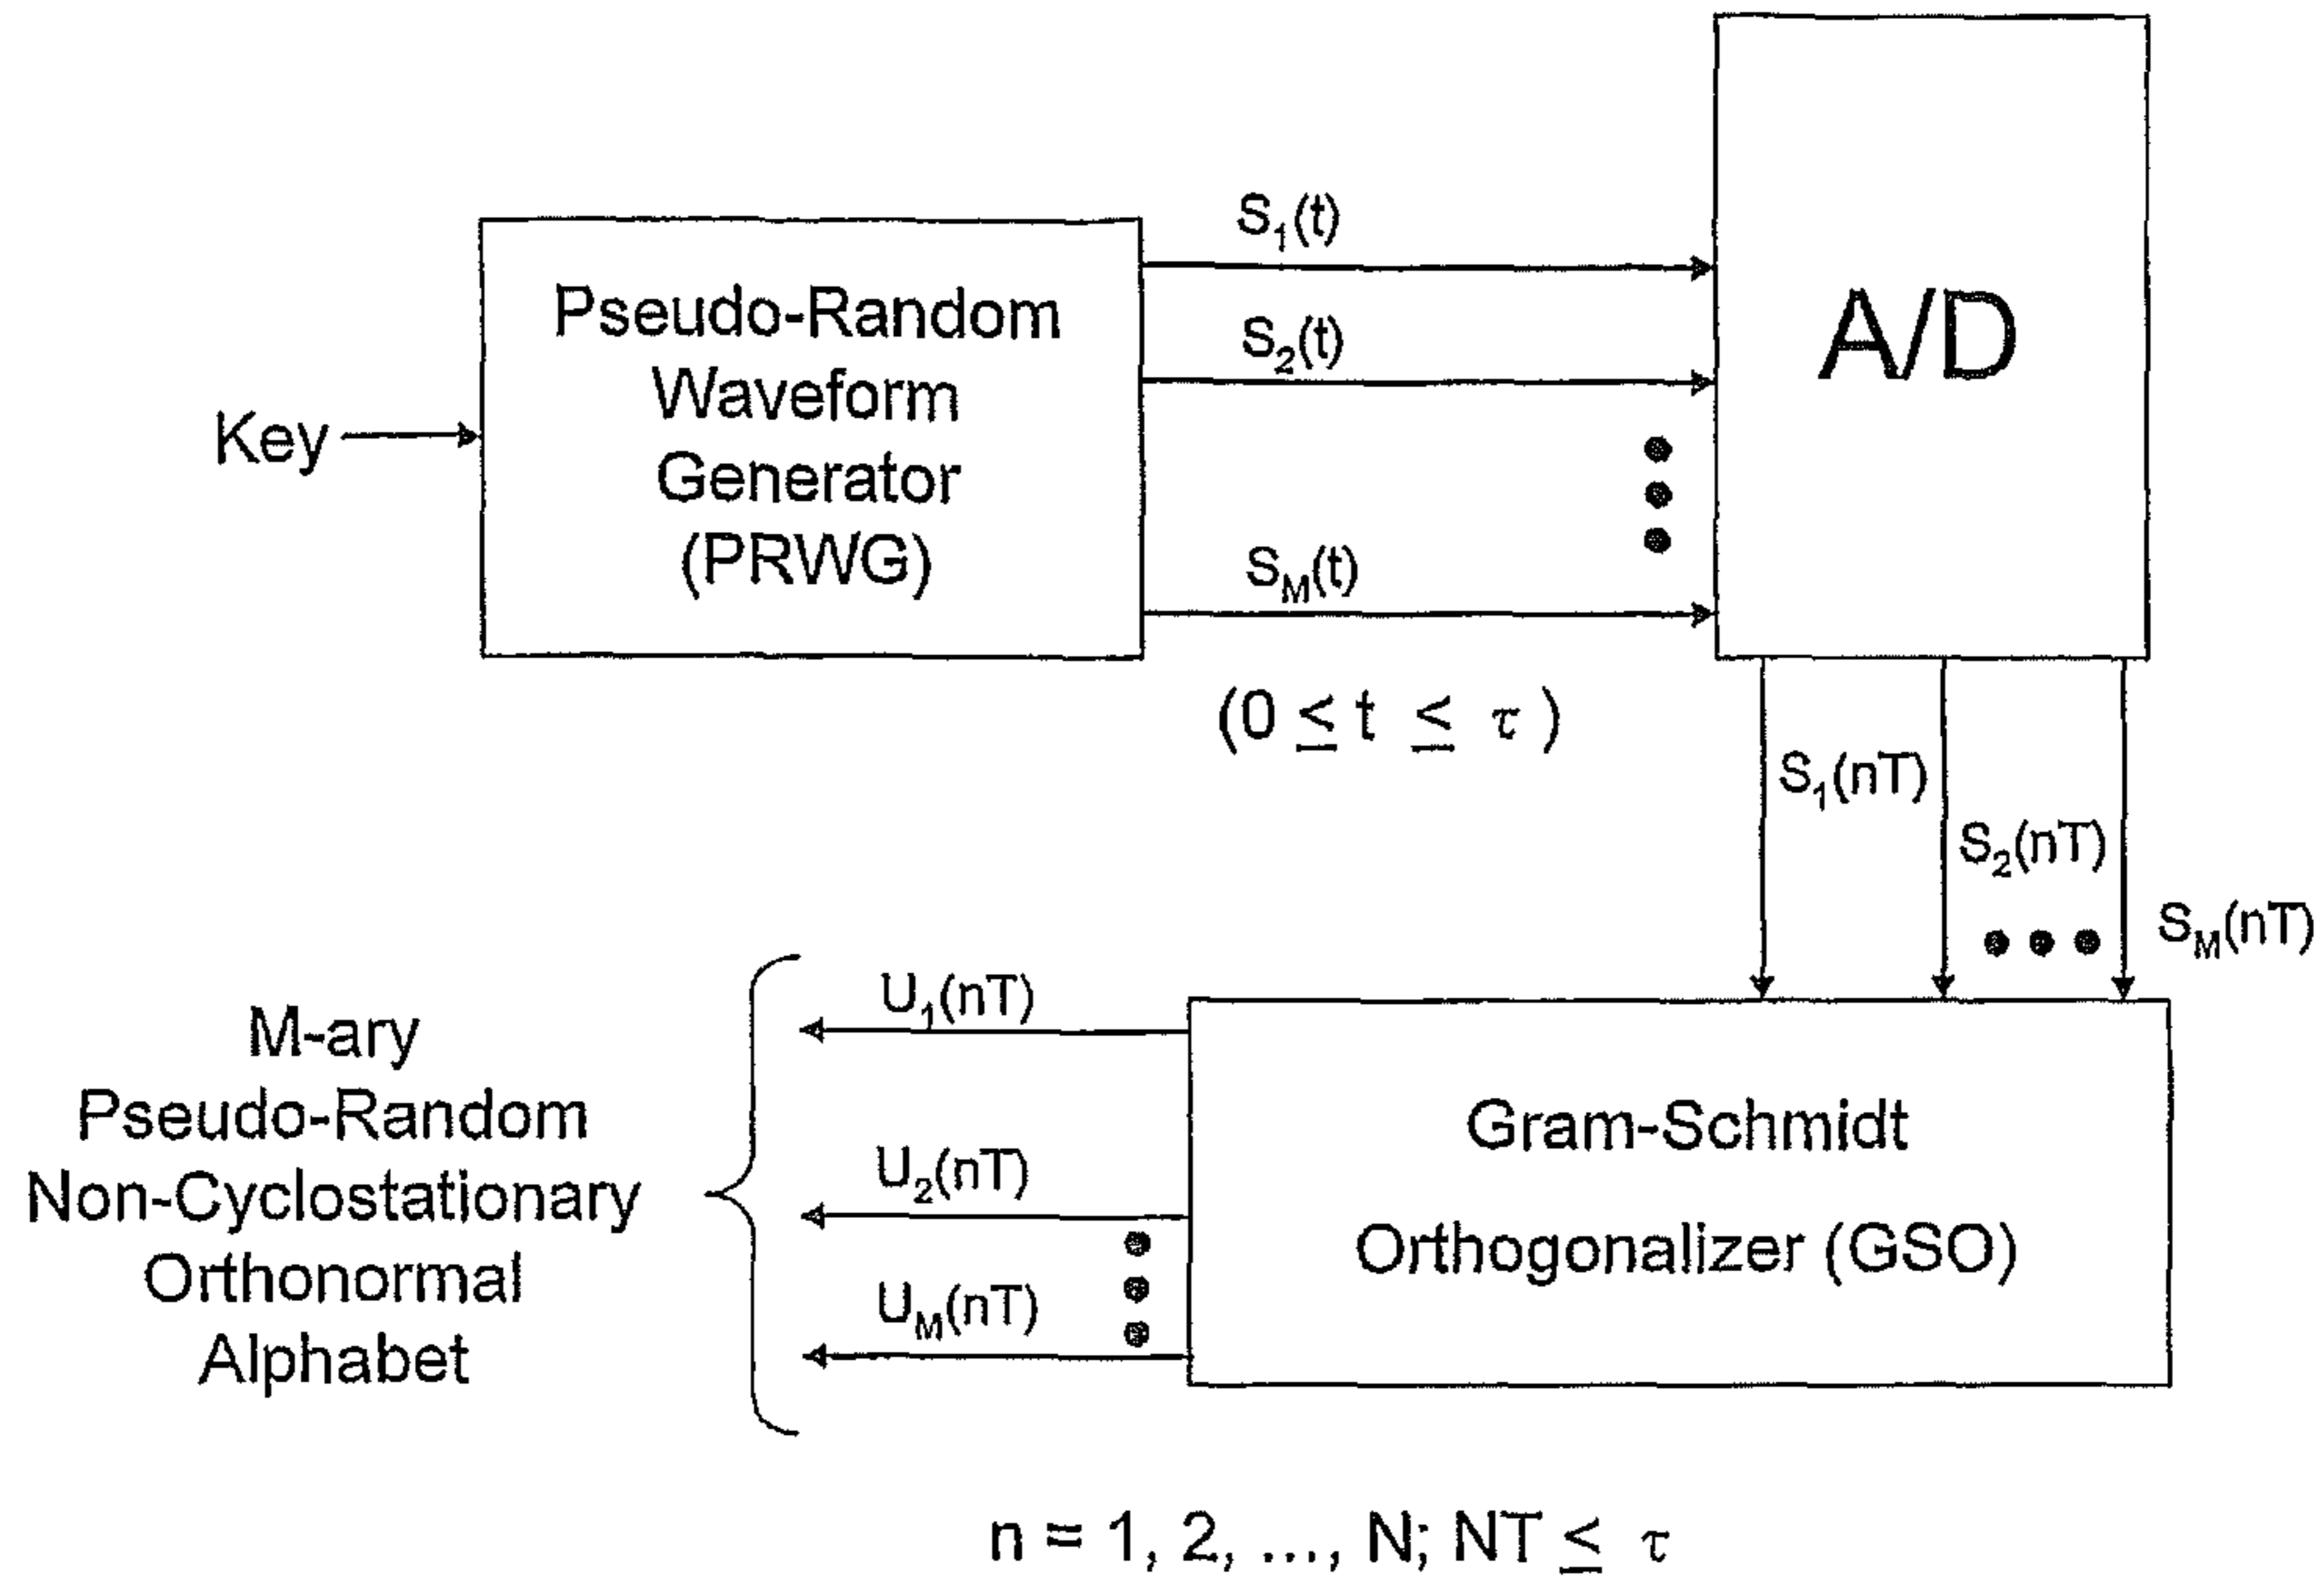 Key
Pseudo-Random
Waveform
Generator
(PRWG)
S1(t)
S2(t)
SM(t)
A/D
(0 ≤ t ≤ τ)
S1(nT)
S2(nT)
SM(nT)
Gram-Schmidt
Orthogonalizer (GSO)
U1(nT)
U2(nT)
UM(nT)
M-ary
Pseudo-Random
Non-Cyclostationary
Orthonormal
Alphabet
n = 1, 2, ..., N; NT ≤ τ